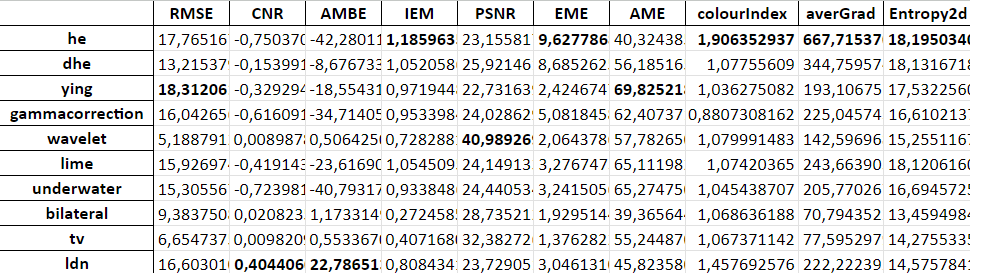 RMSE CNR AMBE IEM PSNR EME AME colourIndex averGrad Entropy2d
he 17,765167 -0,750370 -42,28011 1,185963 23,15581 9,627786 40,32438 1,906352937 667,71537 18,1950340
dhe 13,21537 -0,153991 -8,676733 1,052058 25,92146 8,685262 56,18516 1,07755609 344,75957 18,1316718
ying 18,31206 -0,329294 -18,55431 0,971944 22,73163 2,424674 69,825218 1,036275082 193,10675 17,5322560
gammacorrection 16,04265 -0,616091 -34,71405 0,953398 24,02862 5,081845 62,40737 0,8807308162 225,04574 16,6102137
wavelet 5,188791 0,0089878 0,506425 0,728288 40,98926 2,064378 57,78265 1,079991483 142,59696 15,2551167
lime 15,92697 -0,419143 -23,61690 1,054509 24,14913 3,276747 65,11198 1,07420365 243,66390 18,1206160
underwater 15,30556 -0,723981 -40,79317 0,933848 24,44053 3,241505 65,27475 1,045438707 205,77026 16,6945725
bilateral 9,383750 0,020823 1,173314 0,272458 28,73521 1,929514 39,36564 1,068636188 70,794352 13,4594984
tv 6,654737 0,009820 0,553367 0,407168 32,38272 1,376282 55,24487 1,067371142 77,595297 14,2755335
ldn 16,60301 0,404406 22,78651 0,808434 23,72905 3,046131 45,82358 1,457692576 222,22239 14,5757841